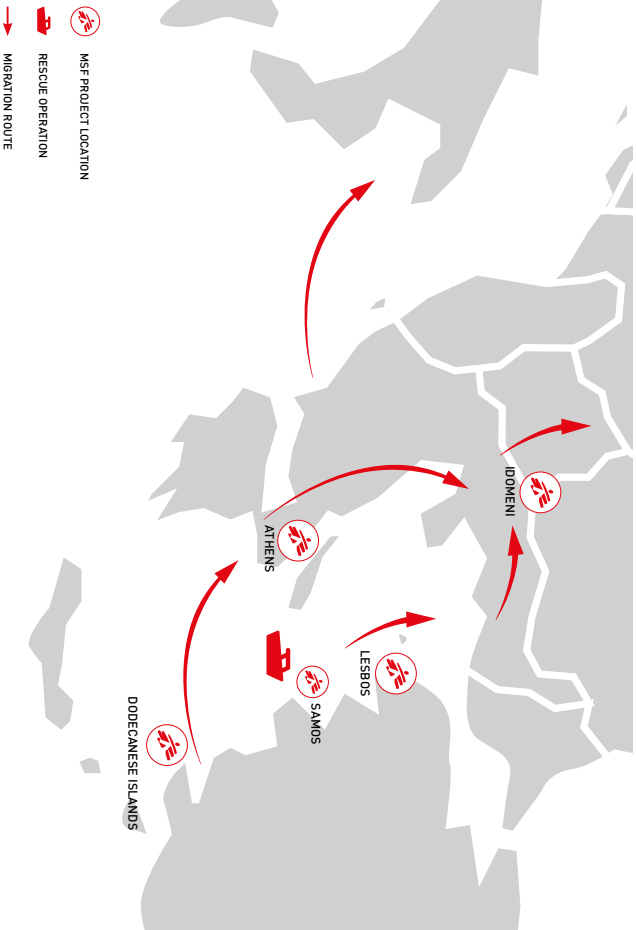 MSF PROJECT LOCATION
RESCUE OPERATION
MIGRATION ROUTE
IDOMENI
ATHENS
LESBOS
SAMOS
DODECANESE ISLANDS